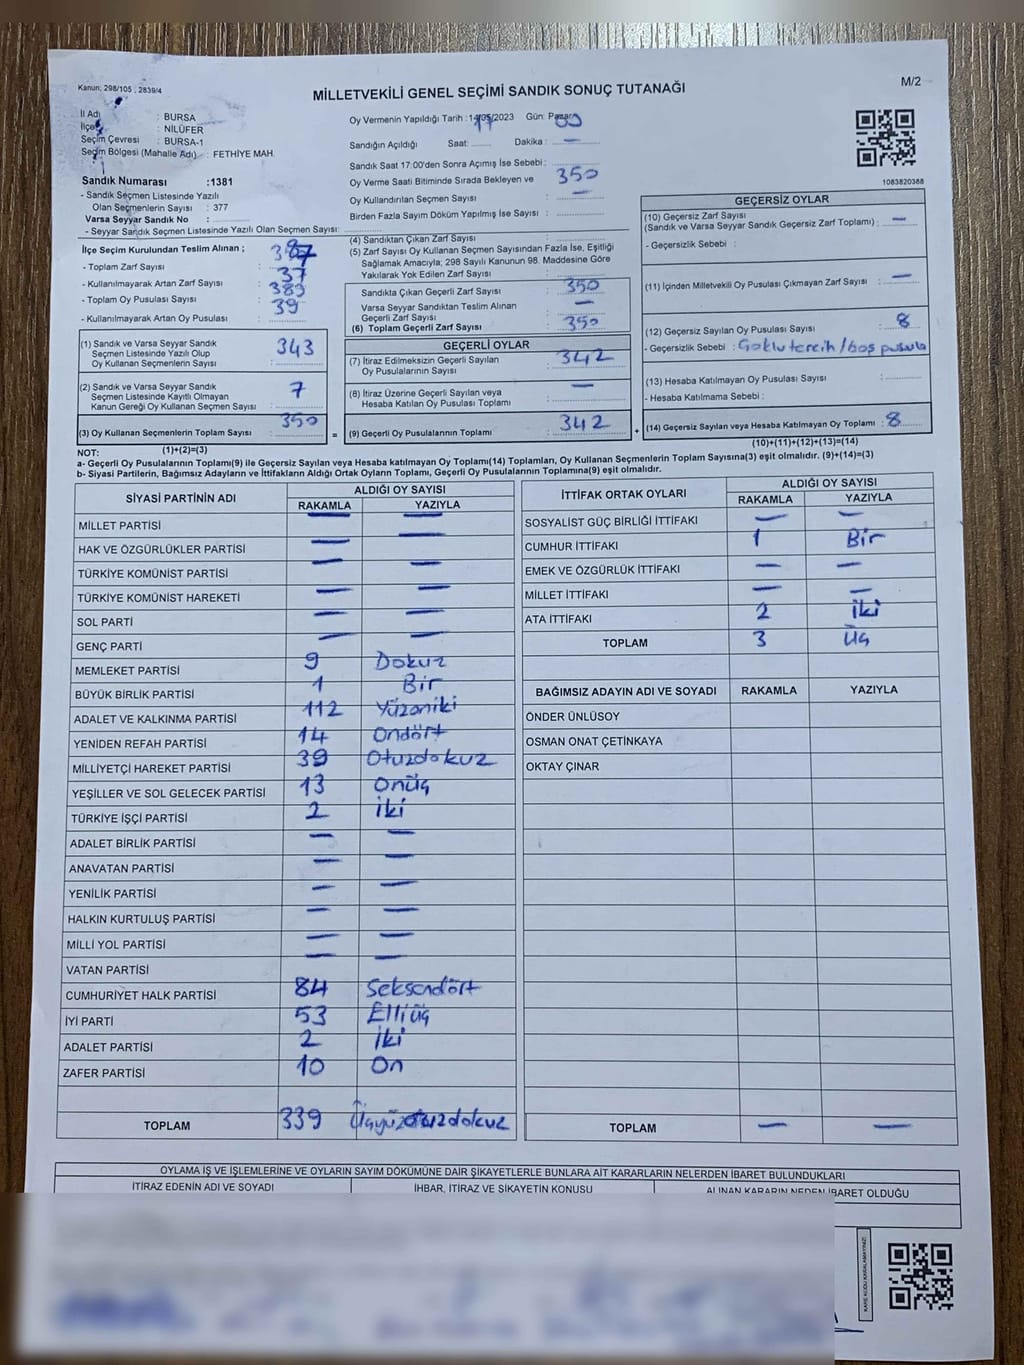 Kanun; 298/105 , 2839/4
MİLLETVEKİLİ GENEL SEÇİMİ SANDIK SONUÇ TUTANAĞI
M/2
İl Adı : BURSA
İlçe : NİLÜFER
Seçim Çevresi : BURSA-1
Seçim Bölgesi (Mahalle Adı) : FETHİYE MAH.
Sandık Numarası :1381
- Sandık Seçmen Listesinde Yazılı
Olan Seçmenlerin Sayısı : 377
Varsa Seyyar Sandık No :
- Seyyar Sandık Seçmen Listesinde Yazılı Olan Seçmen Sayısı:
Oy Vermenin Yapıldığı Tarih :14/05/2023 Gün: Pazar
Sandığın Açıldığı Saat: Dakika : —
Sandık Saat 17:00'den Sonra Açımış İse Sebebi :
Oy Verme Saati Bitiminde Sırada Bekleyen ve 350
Oy Kullandırılan Seçmen Sayısı : —
Birden Fazla Sayım Döküm Yapılmış İse Sayısı :
1083820388
İlçe Seçim Kurulundan Teslim Alınan ;
- Toplam Zarf Sayısı : 387
- Kullanılmayarak Artan Zarf Sayısı : 37
- Toplam Oy Pusulası Sayısı : 389
- Kullanılmayarak Artan Oy Pusulası : 39
(1) Sandık ve Varsa Seyyar Sandık
Seçmen Listesinde Yazılı Olup
Oy Kullanan Seçmenlerin Sayısı : 343
(2) Sandık ve Varsa Seyyar Sandık
Seçmen Listesinde Kayıtlı Olmayan
Kanun Gereği Oy Kullanan Seçmen Sayısı : 7
(3) Oy Kullanan Seçmenlerin Toplam Sayısı : 350
(1)+(2)=(3)
(4) Sandıktan Çıkan Zarf Sayısı :
(5) Zarf Sayısı Oy Kullanan Seçmen Sayısından Fazla İse, Eşitliği
Sağlamak Amacıyla; 298 Sayılı Kanunun 98. Maddesine Göre
Yakılarak Yok Edilen Zarf Sayısı :
Sandıkta Çıkan Geçerli Zarf Sayısı : 350
Varsa Seyyar Sandıktan Teslim Alınan
Geçerli Zarf Sayısı : —
(6) Toplam Geçerli Zarf Sayısı : 350
GEÇERLİ OYLAR
(7) İtiraz Edilmeksizin Geçerli Sayılan
Oy Pusulalarının Sayısı : 342
(8) İtiraz Üzerine Geçerli Sayılan veya
Hesaba Katılan Oy Pusulası Toplamı : —
= (9) Geçerli Oy Pusulalarının Toplamı : 342
GEÇERSİZ OYLAR
(10) Geçersiz Zarf Sayısı
(Sandık ve Varsa Seyyar Sandık Geçersiz Zarf Toplamı) : —
- Geçersizlik Sebebi :
(11) İçinden Milletvekili Oy Pusulası Çıkmayan Zarf Sayısı : —
(12) Geçersiz Sayılan Oy Pusulası Sayısı : 8
- Geçersizlik Sebebi : Çoklu tercih/boş pusula
(13) Hesaba Katılmayan Oy Pusulası Sayısı :
- Hesaba Katılmama Sebebi :
+ (14) Geçersiz Sayılan veya Hesaba Katılmayan Oy Toplamı : 8
(10)+(11)+(12)+(13)=(14)
NOT:
a- Geçerli Oy Pusulalarının Toplamı(9) ile Geçersiz Sayılan veya Hesaba katılmayan Oy Toplamı(14) Toplamları, Oy Kullanan Seçmenlerin Toplam Sayısına(3) eşit olmalıdır. (9)+(14)=(3)
b- Siyasi Partilerin, Bağımsız Adayların ve İttifakların Aldığı Ortak Oyların Toplamı, Geçerli Oy Pusulalarının Toplamına(9) eşit olmalıdır.
SİYASİ PARTİNİN ADI ALDIĞI OY SAYISI
RAKAMLA YAZIYLA
MİLLET PARTİSİ — —
HAK VE ÖZGÜRLÜKLER PARTİSİ — —
TÜRKİYE KOMÜNİST PARTİSİ — —
TÜRKİYE KOMÜNİST HAREKETİ — —
SOL PARTİ — —
GENÇ PARTİ — —
MEMLEKET PARTİSİ 9 Dokuz
BÜYÜK BİRLİK PARTİSİ 1 Bir
ADALET VE KALKINMA PARTİSİ 112 Yüzoniki
YENİDEN REFAH PARTİSİ 14 Ondört
MİLLİYETÇİ HAREKET PARTİSİ 39 Otuzdokuz
YEŞİLLER VE SOL GELECEK PARTİSİ 13 Onüç
TÜRKİYE İŞÇİ PARTİSİ 2 İki
ADALET BİRLİK PARTİSİ — —
ANAVATAN PARTİSİ — —
YENİLİK PARTİSİ — —
HALKIN KURTULUŞ PARTİSİ — —
MİLLİ YOL PARTİSİ — —
VATAN PARTİSİ — —
CUMHURİYET HALK PARTİSİ 84 Seksendört
İYİ PARTİ 53 Elliüç
ADALET PARTİSİ 2 İki
ZAFER PARTİSİ 10 On
TOPLAM 339 Üçyüzotuzdokuz
İTTİFAK ORTAK OYLARI ALDIĞI OY SAYISI
RAKAMLA YAZIYLA
SOSYALİST GÜÇ BİRLİĞİ İTTİFAKI — —
CUMHUR İTTİFAKI 1 Bir
EMEK VE ÖZGÜRLÜK İTTİFAKI — —
MİLLET İTTİFAKI — —
ATA İTTİFAKI 2 İki
TOPLAM 3 Üç
BAĞIMSIZ ADAYIN ADI VE SOYADI RAKAMLA YAZIYLA
ÖNDER ÜNLÜSOY
OSMAN ONAT ÇETİNKAYA
OKTAY ÇINAR
TOPLAM — —
OYLAMA İŞ VE İŞLEMLERİNE VE OYLARIN SAYIM DÖKÜMÜNE DAİR ŞİKAYETLERLE BUNLARA AİT KARARLARIN NELERDEN İBARET BULUNDUKLARI
İTİRAZ EDENİN ADI VE SOYADI İHBAR, İTİRAZ VE ŞİKAYETİN KONUSU ALINAN KARARIN NEDEN İBARET OLDUĞU
KARE KODU KARALAMAYINIZ!